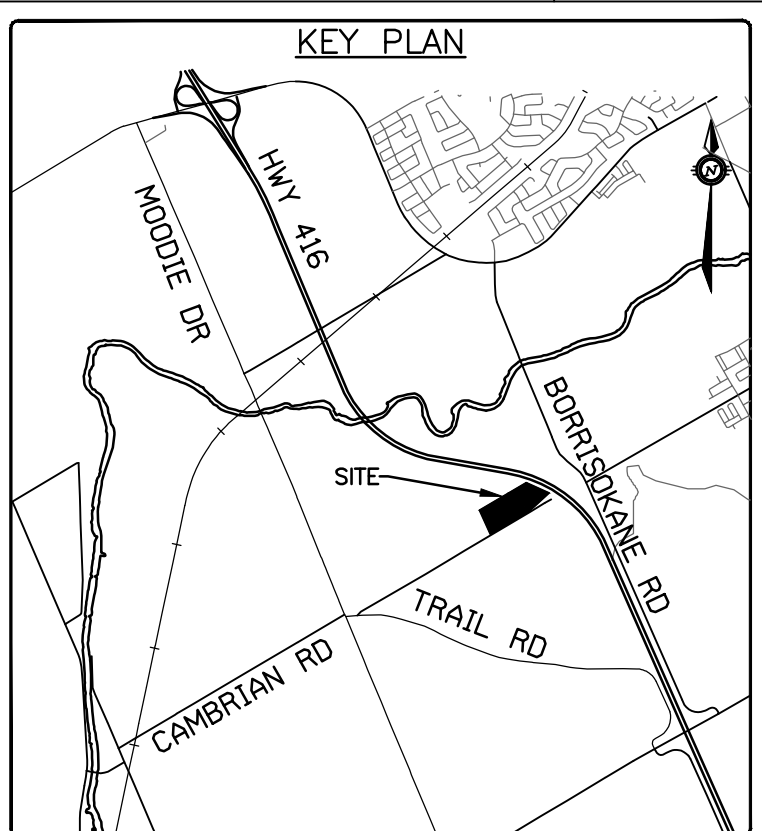 KEY PLAN
HWY 416
MOODIE DR
N
BORRISOKANE RD
SITE
TRAIL RD
CAMBRIAN RD